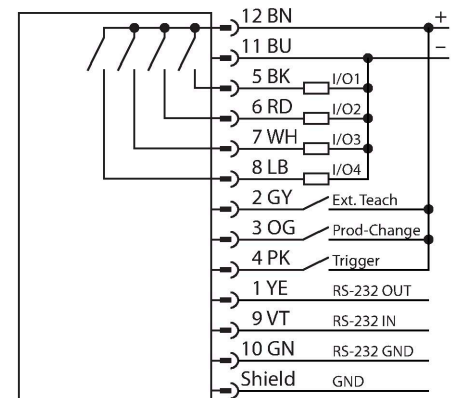 12 BN +
11 BU −
5 BK I/O1
6 RD I/O2
7 WH I/O3
8 LB I/O4
2 GY Ext. Teach
3 OG Prod-Change
4 PK Trigger
1 YE RS-232 OUT
9 VT RS-232 IN
10 GN RS-232 GND
Shield GND